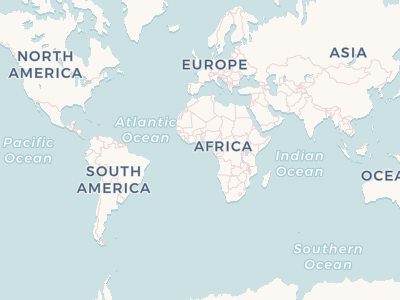 NORTH
AMERICA
EUROPE
ASIA
Atlantic
Ocean
Pacific
Ocean
AFRICA
Indian
Ocean
SOUTH
AMERICA
OCEA
Southern
Ocean